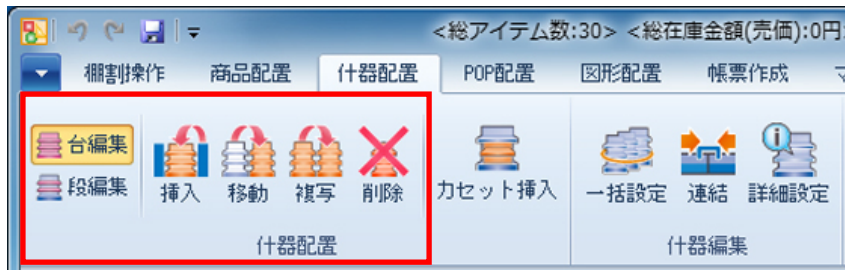 <総アイテム数:30> <総在庫金額(売価):0円
棚割操作 商品配置 什器配置 POP配置 図形配置 帳票作成
台編集
段編集
挿入 移動 複写 削除 カセット挿入 一括設定 連結 詳細設定
什器配置 什器編集